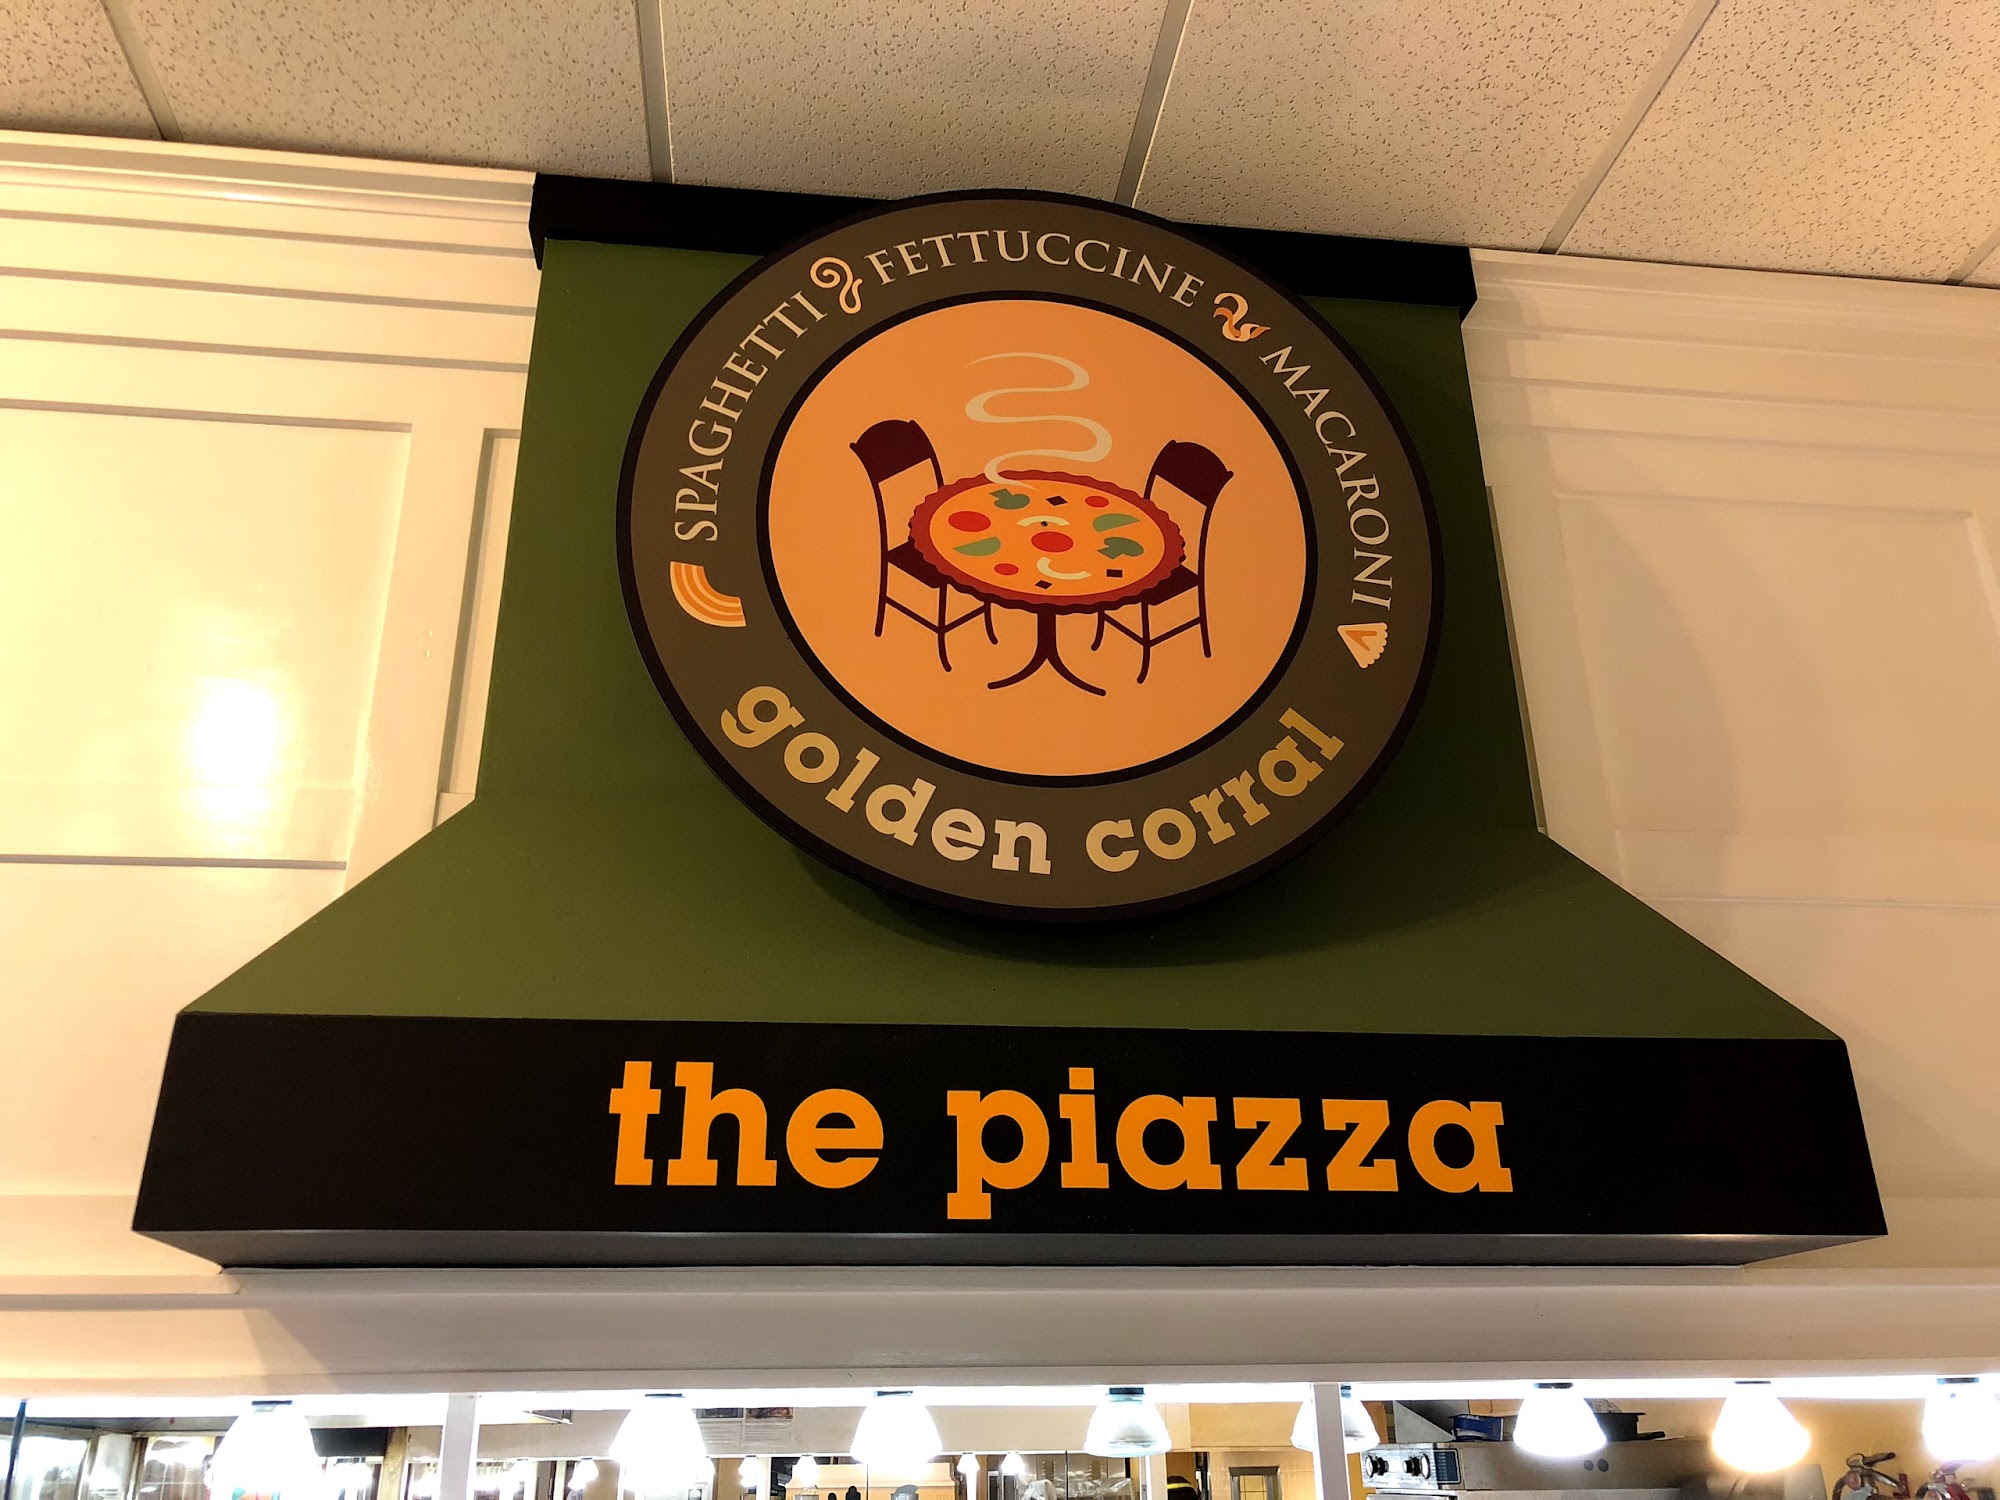 SPAGHETTI FETTUCCINE MACARONI
golden corral
the piazza